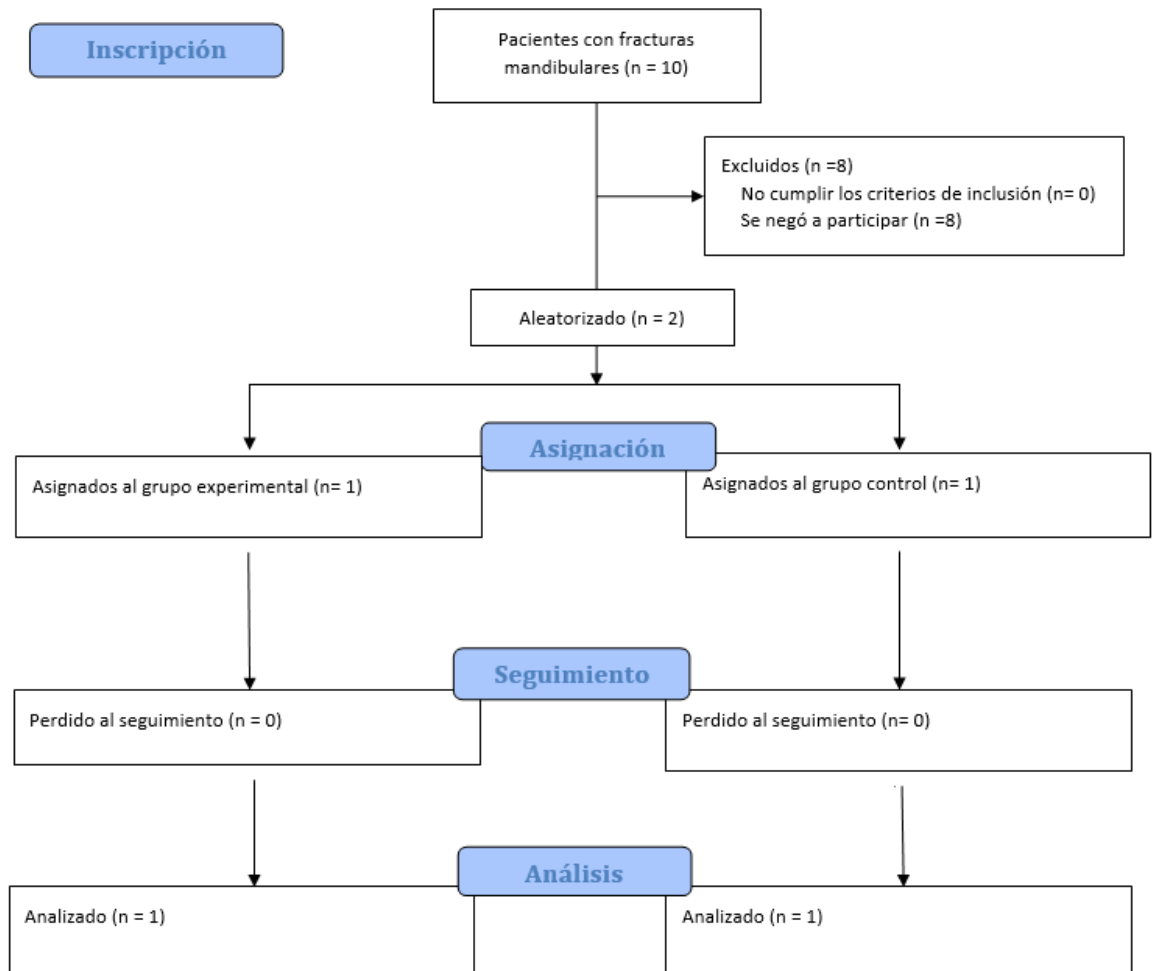 Inscripción
Pacientes con fracturas
mandibulares (n = 10)
Excluidos (n =8)
No cumplir los criterios de inclusión (n= 0)
Se negó a participar (n =8)
Aleatorizado (n = 2)
Asignación
Asignados al grupo experimental (n= 1)
Asignados al grupo control (n= 1)
Seguimiento
Perdido al seguimiento (n = 0)
Perdido al seguimiento (n= 0)
Análisis
Analizado (n = 1)
Analizado (n = 1)